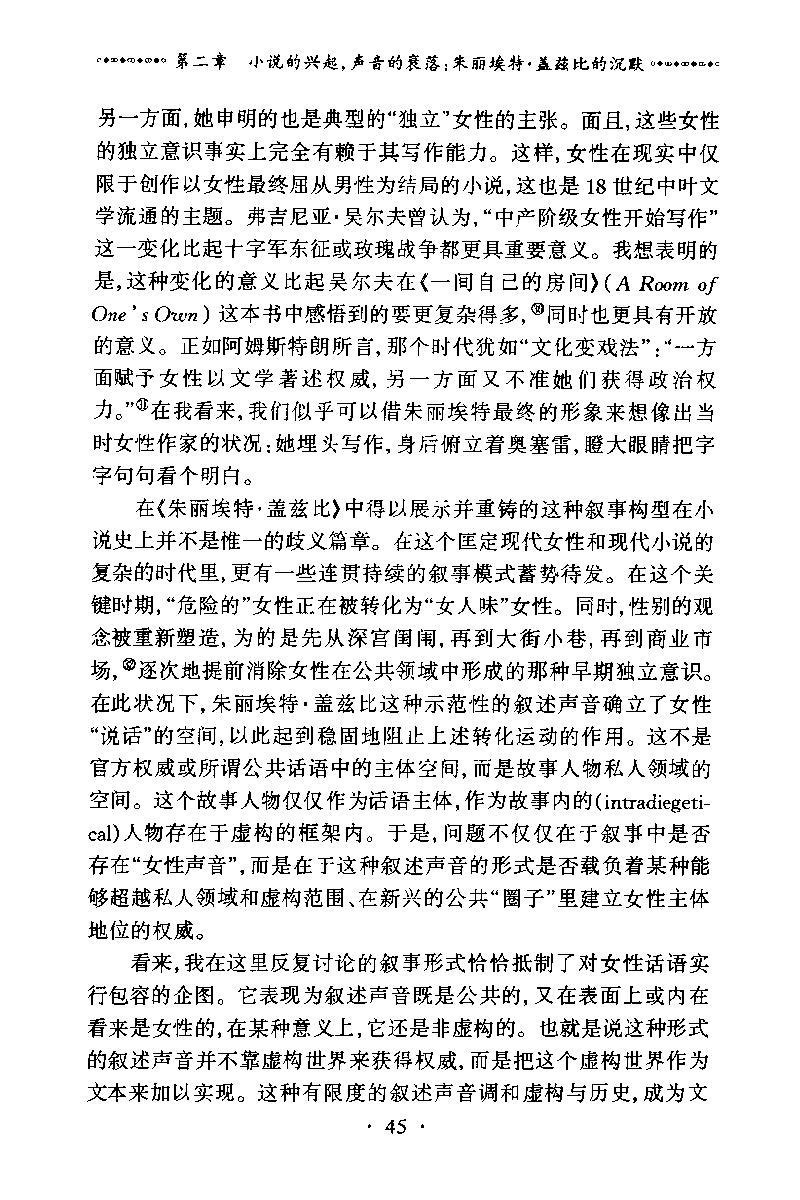 第二章 小说的兴起,声音的衰落:朱丽埃特·盖兹比的沉默
另一方面,她申明的也是典型的“独立”女性的主张。面且,这些女性
的独立意识事实上完全有赖于其写作能力。这样,女性在现实中仅
限于创作以女性最终屈从男性为结局的小说,这也是 18 世纪中叶文
学流通的主题。弗吉尼亚·吴尔夫曾认为,“中产阶级女性开始写作”
这一变化比起十字军东征或玫瑰战争都更具重要意义。我想表明的
是,这种变化的意义比起吴尔夫在《一间自己的房间》(A Room of
One's Own) 这本书中感悟到的要更复杂得多,⑩同时也更具有开放
的意义。正如阿姆斯特朗所言,那个时代犹如“文化变戏法”:“一方
面赋予女性以文学著述权威,另一方面又不准她们获得政治权
力。”⑪在我看来,我们似乎可以借朱丽埃特最终的形象来想像出当
时女性作家的状况:她埋头写作,身后俯立着奥塞雷,瞪大眼睛把字
字句句看个明白。
在《朱丽埃特·盖兹比》中得以展示并重铸的这种叙事构型在小
说史上并不是惟一的歧义篇章。在这个匡定现代女性和现代小说的
复杂的时代里,更有一些连贯持续的叙事模式蓄势待发。在这个关
键时期,“危险的”女性正在被转化为“女人味”女性。同时,性别的观
念被重新塑造,为的是先从深宫闺闱,再到大街小巷,再到商业市
场,⑫逐次地提前消除女性在公共领域中形成的那种早期独立意识。
在此状况下,朱丽埃特·盖兹比这种示范性的叙述声音确立了女性
“说话”的空间,以此起到稳固地阻止上述转化运动的作用。这不是
官方权威或所谓公共话语中的主体空间,而是故事人物私人领域的
空间。这个故事人物仅仅作为话语主体,作为故事内的(intradiegeti-
cal)人物存在于虚构的框架内。于是,问题不仅仅在于叙事中是否
存在“女性声音”,而是在于这种叙述声音的形式是否载负着某种能
够超越私人领域和虚构范围、在新兴的公共“圈子”里建立女性主体
地位的权威。
看来,我在这里反复讨论的叙事形式恰恰抵制了对女性话语实
行包容的企图。它表现为叙述声音既是公共的,又在表面上或内在
看来是女性的,在某种意义上,它还是非虚构的。也就是说这种形式
的叙述声音并不靠虚构世界来获得权威,而是把这个虚构世界作为
文本来加以实现。这种有限度的叙述声音调和虚构与历史,成为文
· 45 ·